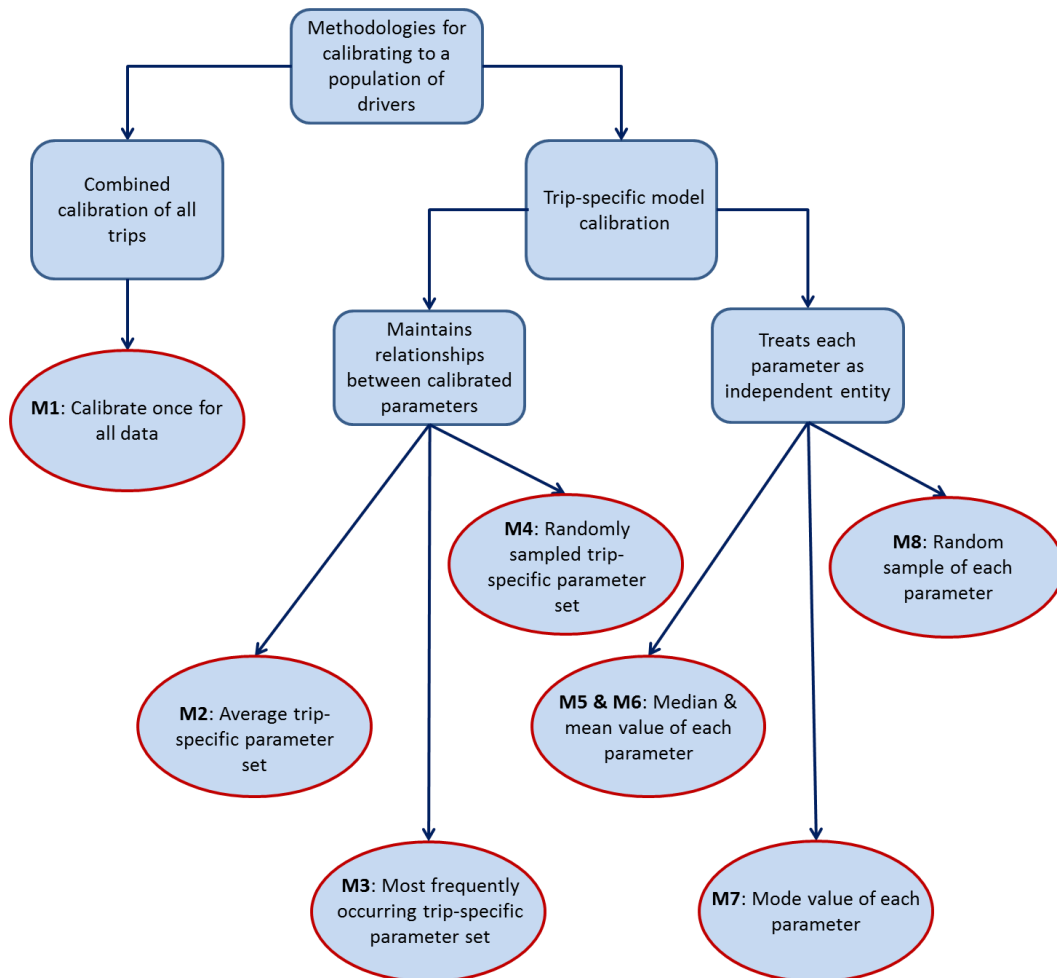 Methodologies for
calibrating to a
population of
drivers
Combined
calibration of all
trips
Trip-specific model
calibration
Maintains
relationships
between calibrated
parameters
Treats each
parameter as
independent entity
M1: Calibrate once for
all data
M4: Randomly
sampled trip-
specific parameter
set
M8: Random
sample of each
parameter
M2: Average trip-
specific parameter
set
M5 & M6: Median &
mean value of each
parameter
M3: Most frequently
occurring trip-specific
parameter set
M7: Mode value of each
parameter